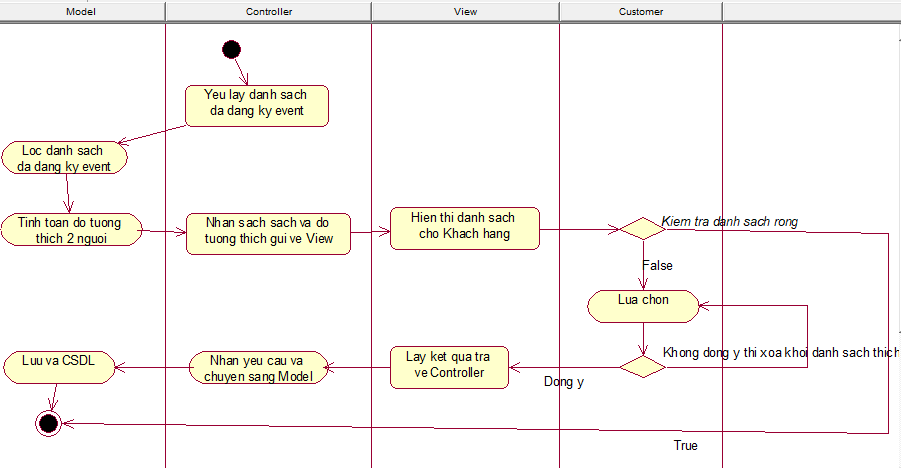 Model
Controller
View
Customer
Yeu lay danh sach
da dang ky event
Loc danh sach
da dang ky event
Tinh toan do tuong
thich 2 nguoi
Nhan sach sach va do
tuong thich gui ve View
Hien thi danh sach
cho Khach hang
Kiem tra danh sach rong
False
Lua chon
Luu va CSDL
Nhan yeu cau va
chuyen sang Model
Lay ket qua tra
ve Controller
Khong dong y thi xoa khoi danh sach thich
Dong y
True